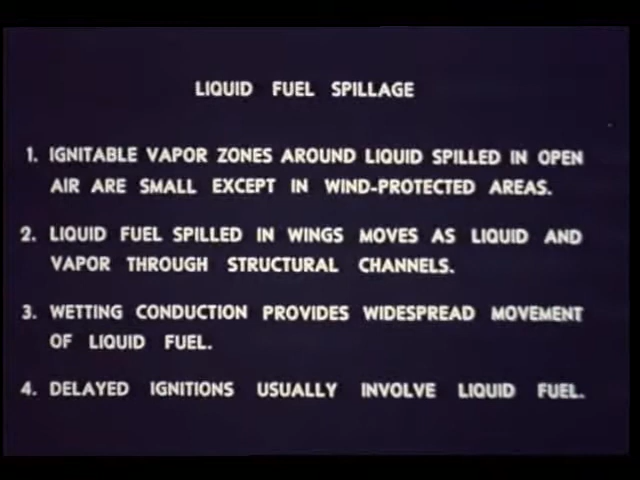 LIQUID FUEL SPILLAGE
1. IGNITABLE VAPOR ZONES AROUND LIQUID SPILLED IN OPEN
AIR ARE SMALL EXCEPT IN WIND-PROTECTED AREAS.
2. LIQUID FUEL SPILLED IN WINGS MOVES AS LIQUID AND
VAPOR THROUGH STRUCTURAL CHANNELS.
3. WETTING CONDUCTION PROVIDES WIDESPREAD MOVEMENT
OF LIQUID FUEL.
4. DELAYED IGNITIONS USUALLY INVOLVE LIQUID FUEL.